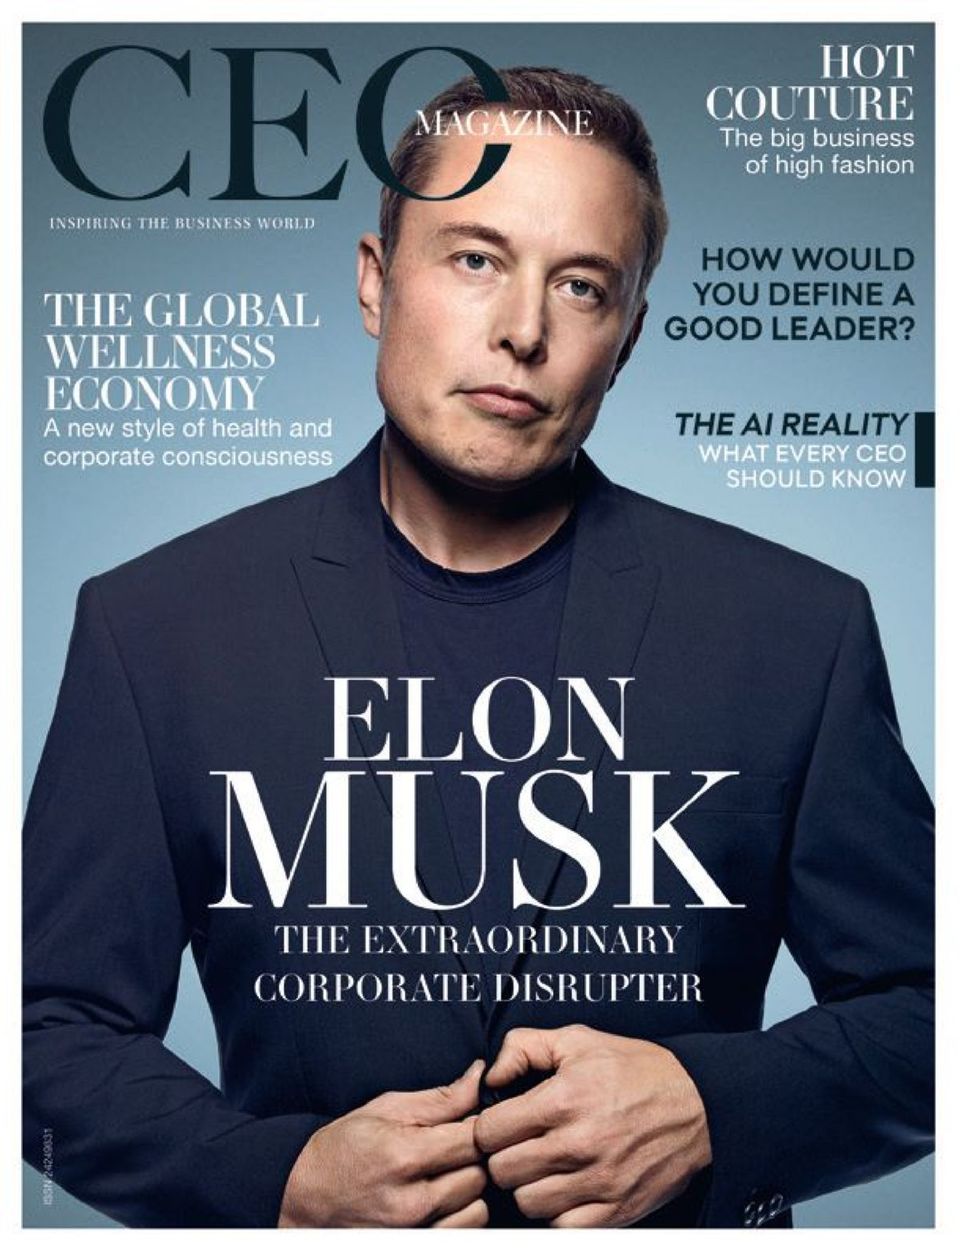 CEO
MAGAZINE
INSPIRING THE BUSINESS WORLD
HOT
COUTURE
The big business
of high fashion
HOW WOULD
YOU DEFINE A
GOOD LEADER?
THE GLOBAL
WELLNESS
ECONOMY
A new style of health and
corporate consciousness
THE AI REALITY
WHAT EVERY CEO
SHOULD KNOW
ELON
MUSK
THE EXTRAORDINARY
CORPORATE DISRUPTER